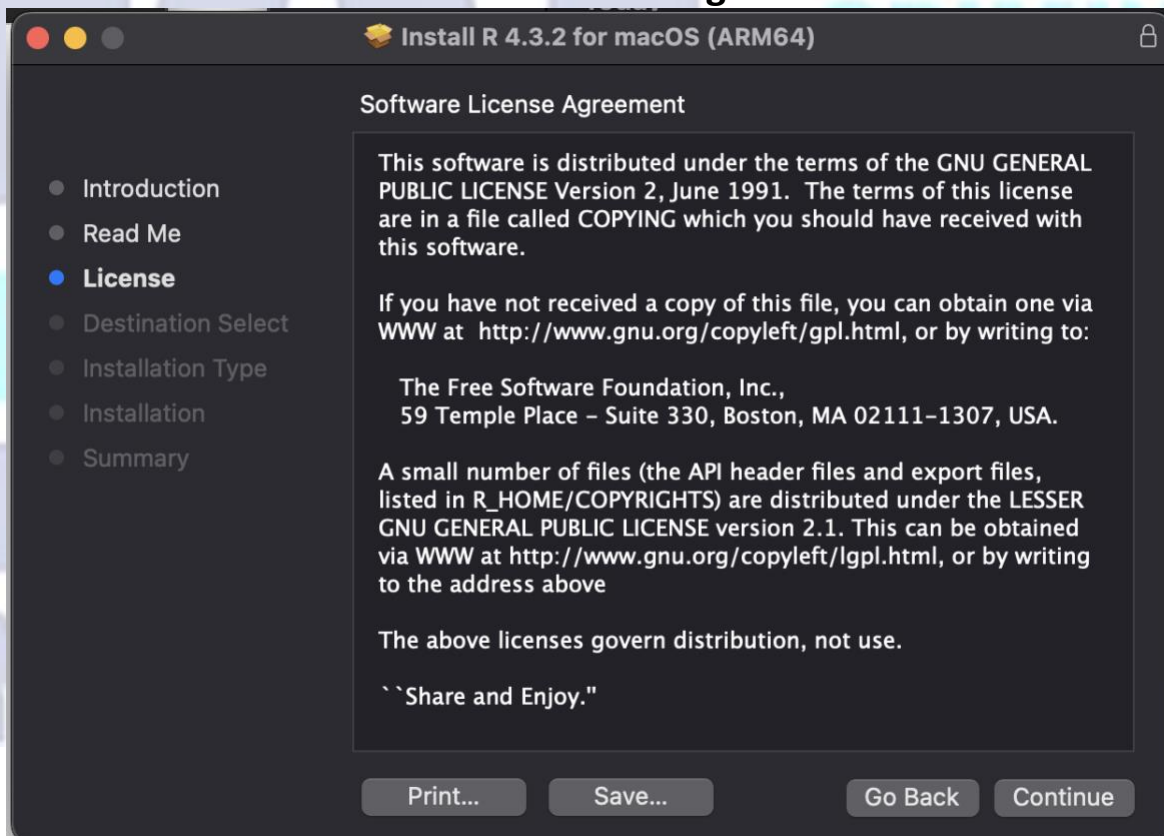 Install R 4.3.2 for macOS (ARM64)
Software License Agreement
Introduction
Read Me
License
Destination Select
Installation Type
Installation
Summary
This software is distributed under the terms of the GNU GENERAL
PUBLIC LICENSE Version 2, June 1991.  The terms of this license
are in a file called COPYING which you should have received with
this software.
If you have not received a copy of this file, you can obtain one via
WWW at  http://www.gnu.org/copyleft/gpl.html, or by writing to:
The Free Software Foundation, Inc.,
59 Temple Place – Suite 330, Boston, MA 02111–1307, USA.
A small number of files (the API header files and export files,
listed in R_HOME/COPYRIGHTS) are distributed under the LESSER
GNU GENERAL PUBLIC LICENSE version 2.1. This can be obtained
via WWW at http://www.gnu.org/copyleft/lgpl.html, or by writing
to the address above
The above licenses govern distribution, not use.
``Share and Enjoy."
Print...
Save...
Go Back
Continue